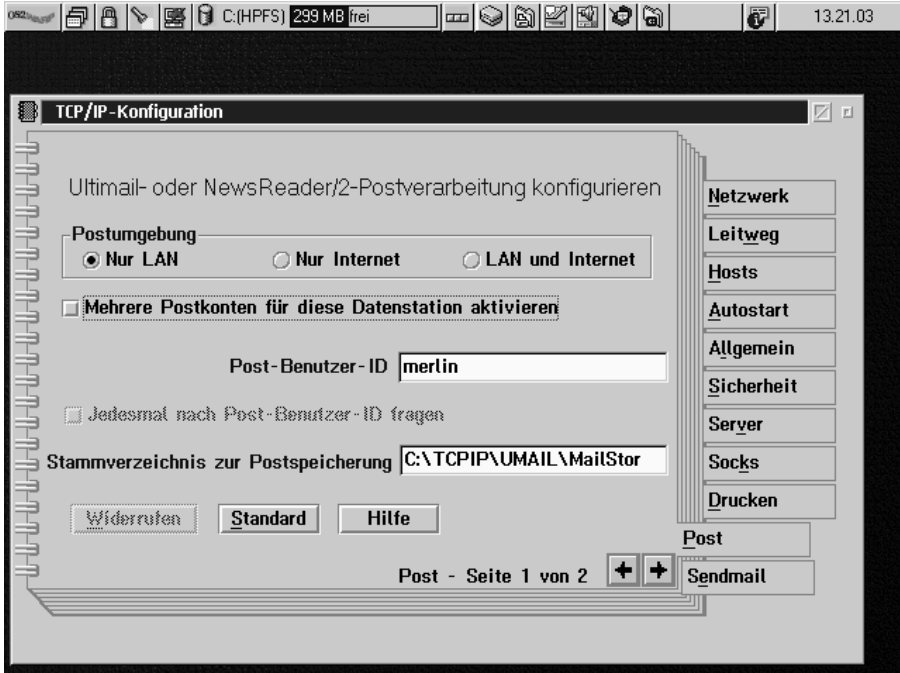 C:(HPFS) 299 MB frei
13.21.03
TCP/IP-Konfiguration
Ultimail- oder NewsReader/2-Postverarbeitung konfigurieren
Postumgebung
Nur LAN Nur Internet LAN und Internet
Mehrere Postkonten für diese Datenstation aktivieren
Post-Benutzer-ID merlin
Jedesmal nach Post-Benutzer-ID fragen
Stammverzeichnis zur Postspeicherung C:\TCPIP\UMAIL\MailStor
Widerrufen Standard Hilfe
Post - Seite 1 von 2
Netzwerk
Leitweg
Hosts
Autostart
Allgemein
Sicherheit
Server
Socks
Drucken
Post
Sendmail